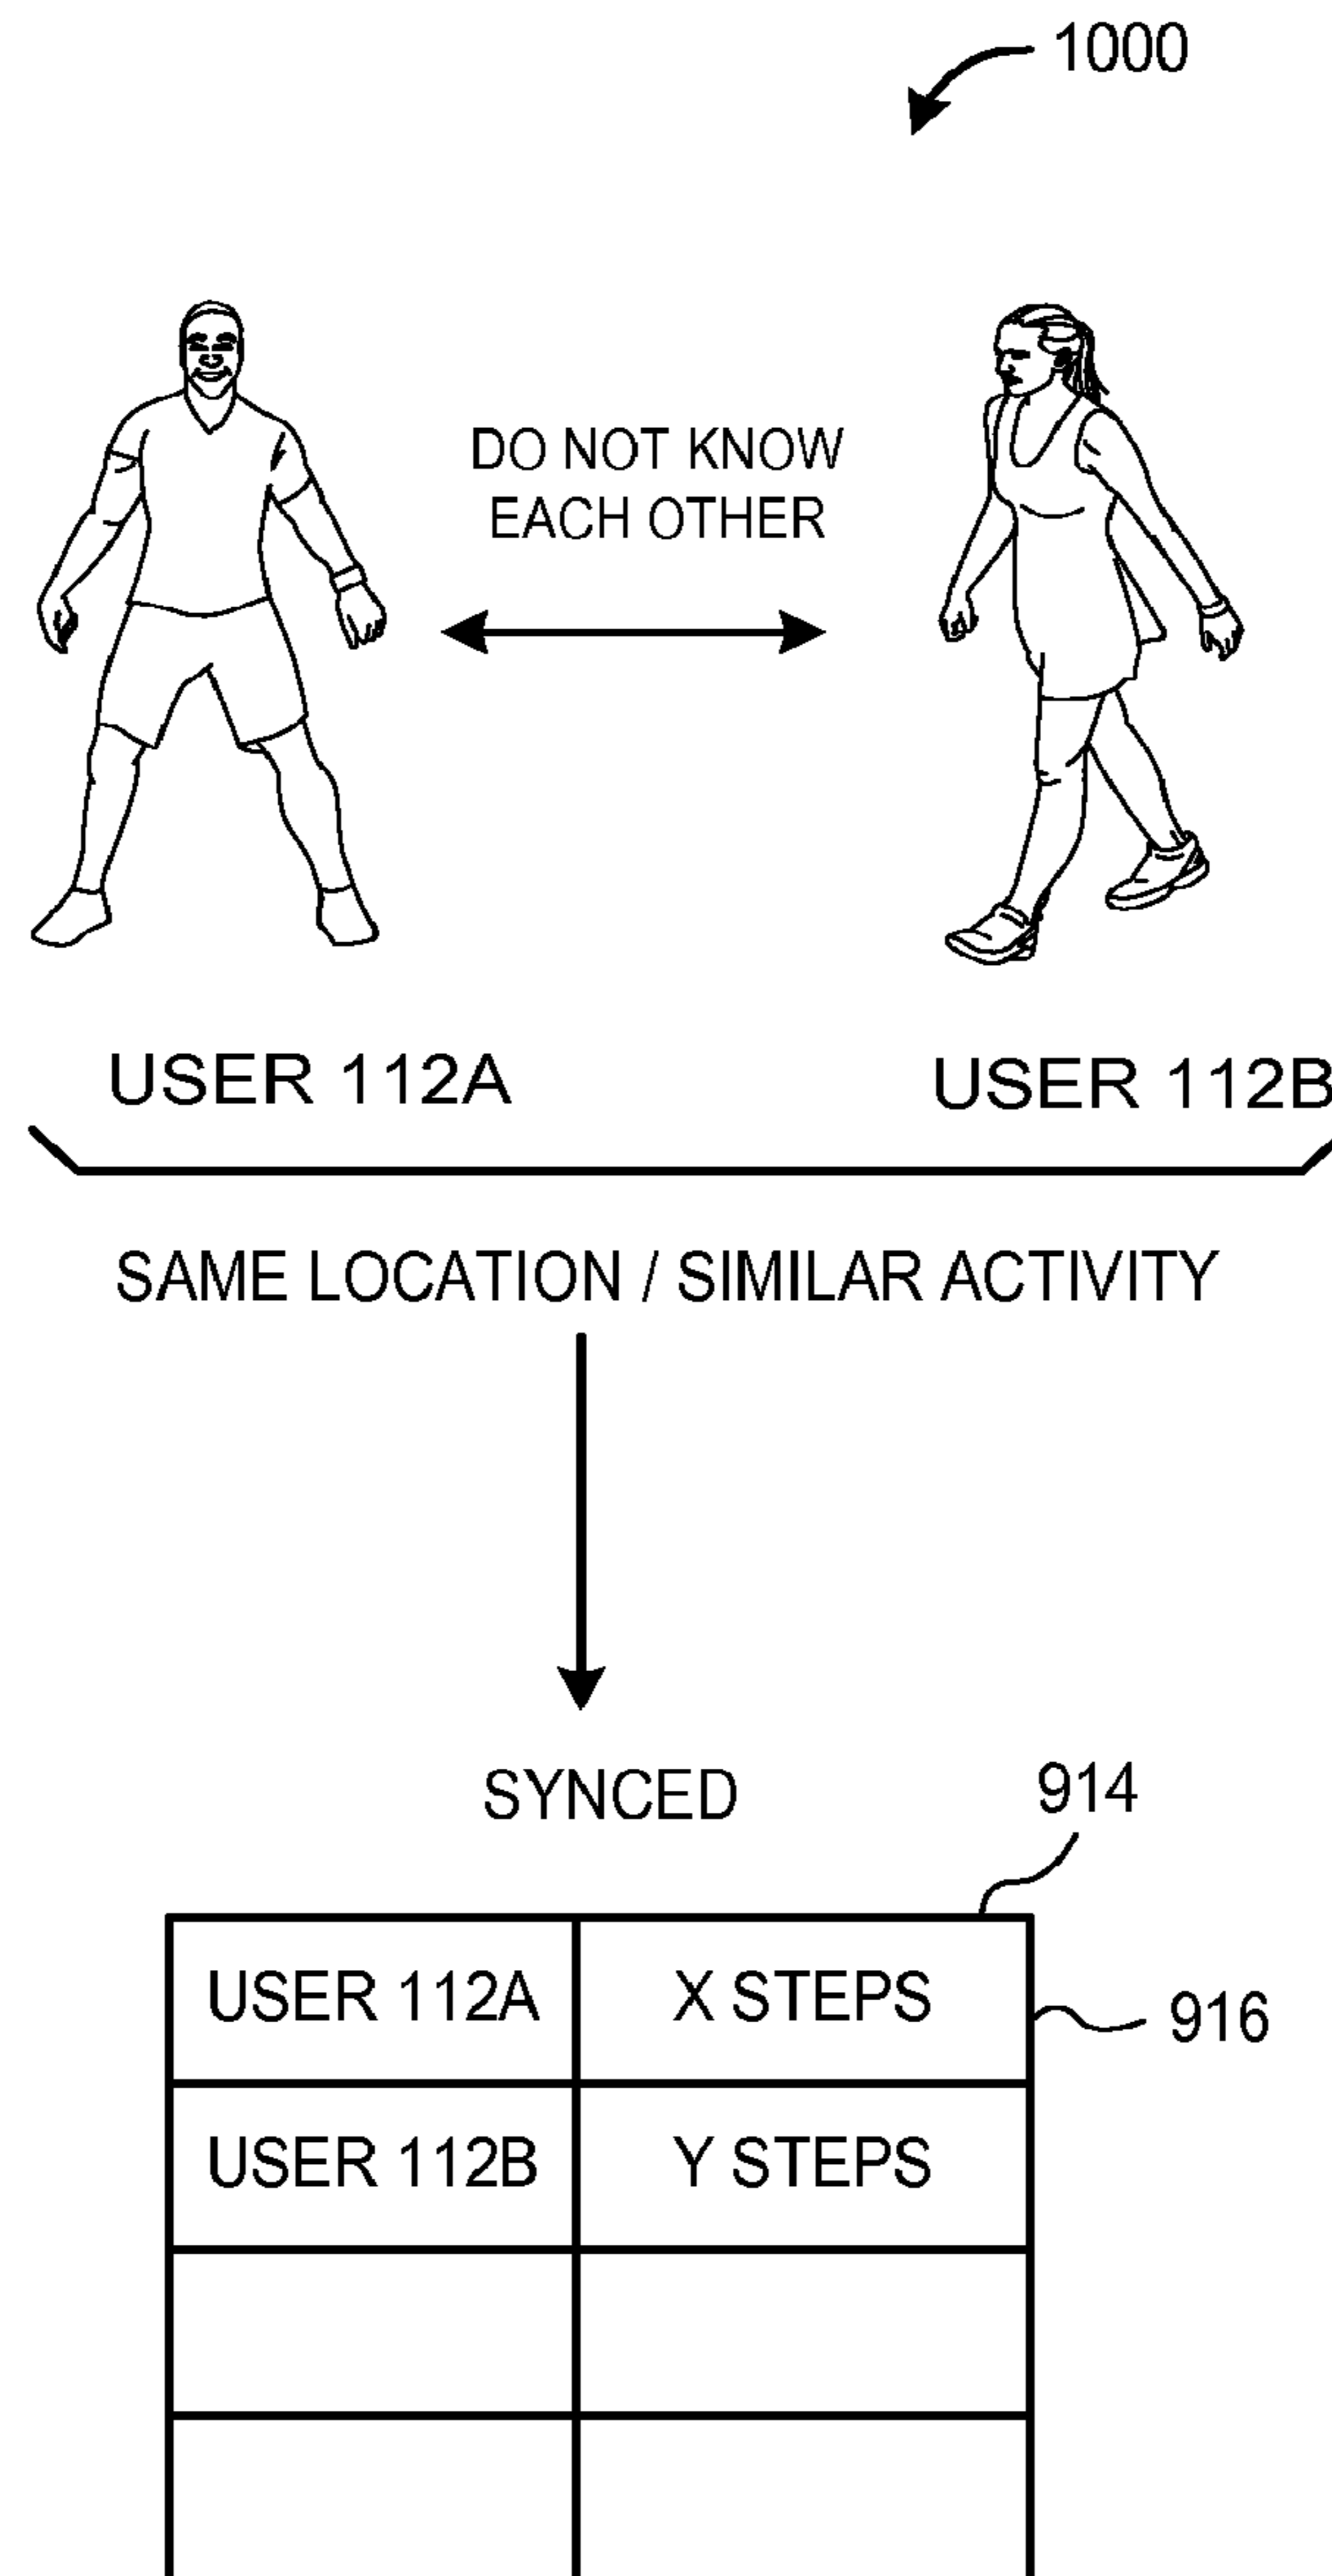 1000
DO NOT KNOW
EACH OTHER
USER 112A
USER 112B
SAME LOCATION / SIMILAR ACTIVITY
SYNCED
914
USER 112A X STEPS
916
USER 112B Y STEPS